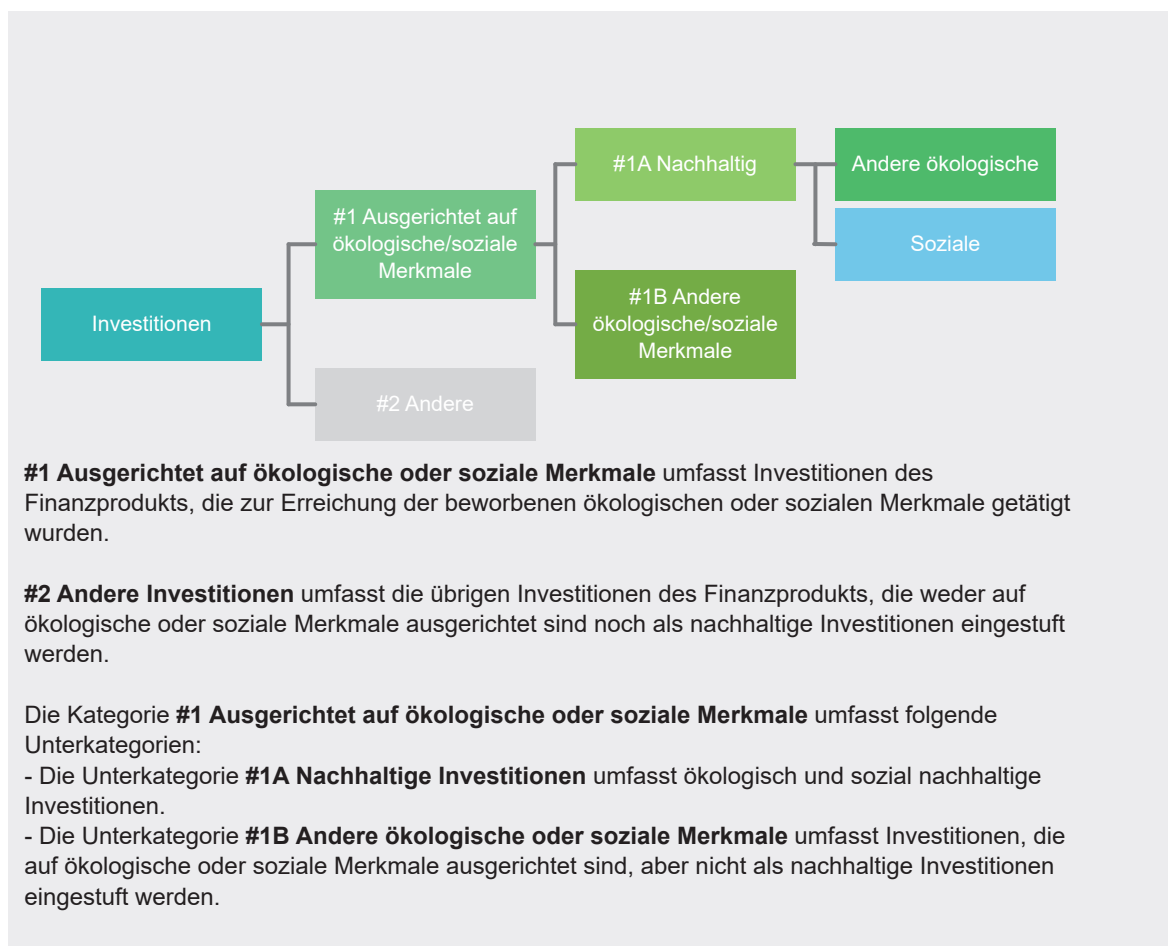 #1A Nachhaltig
Andere ökologische
#1 Ausgerichtet auf
ökologische/soziale
Merkmale
Soziale
Investitionen
#1B Andere
ökologische/soziale
Merkmale
#2 Andere
#1 Ausgerichtet auf ökologische oder soziale Merkmale umfasst Investitionen des
Finanzprodukts, die zur Erreichung der beworbenen ökologischen oder sozialen Merkmale getätigt
wurden.
#2 Andere Investitionen umfasst die übrigen Investitionen des Finanzprodukts, die weder auf
ökologische oder soziale Merkmale ausgerichtet sind noch als nachhaltige Investitionen eingestuft
werden.
Die Kategorie #1 Ausgerichtet auf ökologische oder soziale Merkmale umfasst folgende
Unterkategorien:
- Die Unterkategorie #1A Nachhaltige Investitionen umfasst ökologisch und sozial nachhaltige
Investitionen.
- Die Unterkategorie #1B Andere ökologische oder soziale Merkmale umfasst Investitionen, die
auf ökologische oder soziale Merkmale ausgerichtet sind, aber nicht als nachhaltige Investitionen
eingestuft werden.